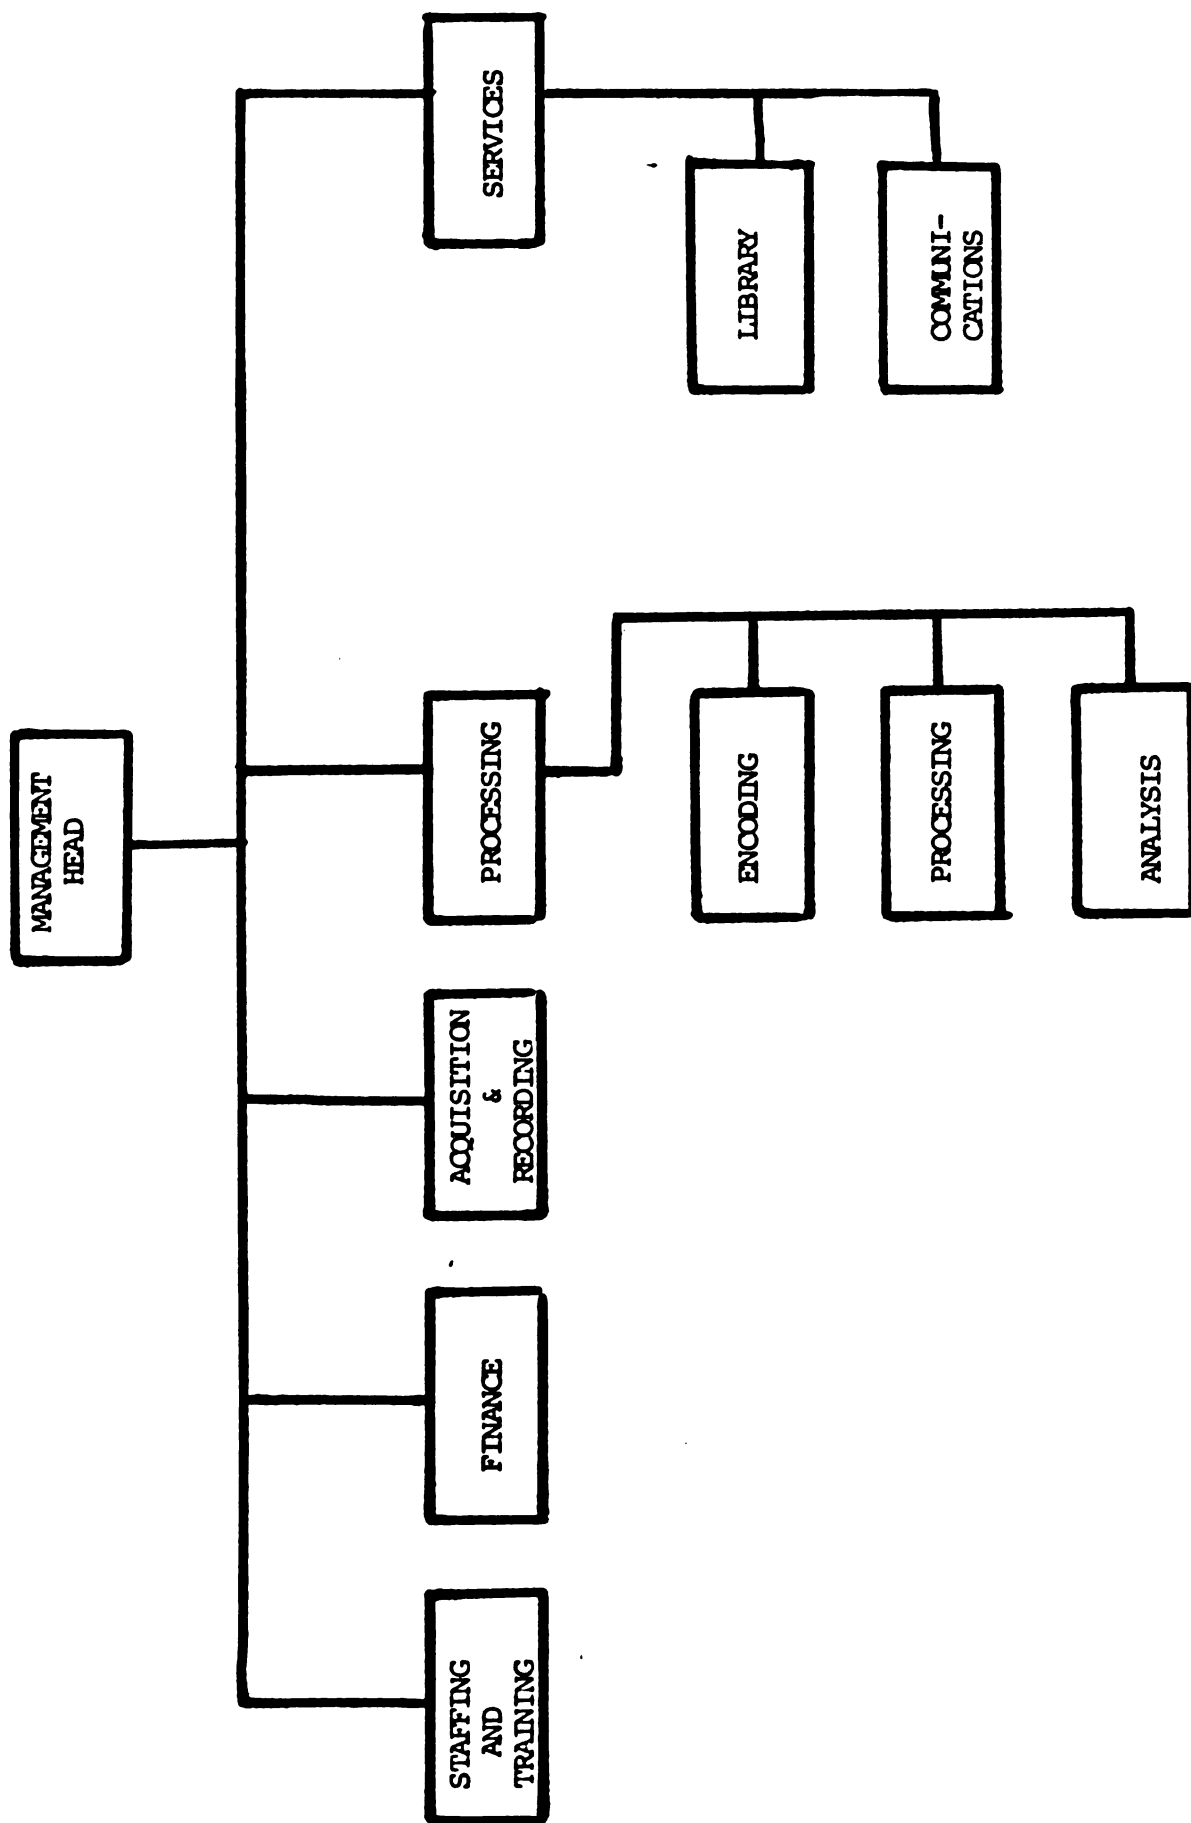 MANAGEMENT
HEAD
STAFFING
AND
TRAINING
FINANCE
ACQUISITION
&
RECORDING
PROCESSING
SERVICES
ENCODING
PROCESSING
ANALYSIS
LIBRARY
COMMUNI-
CATIONS